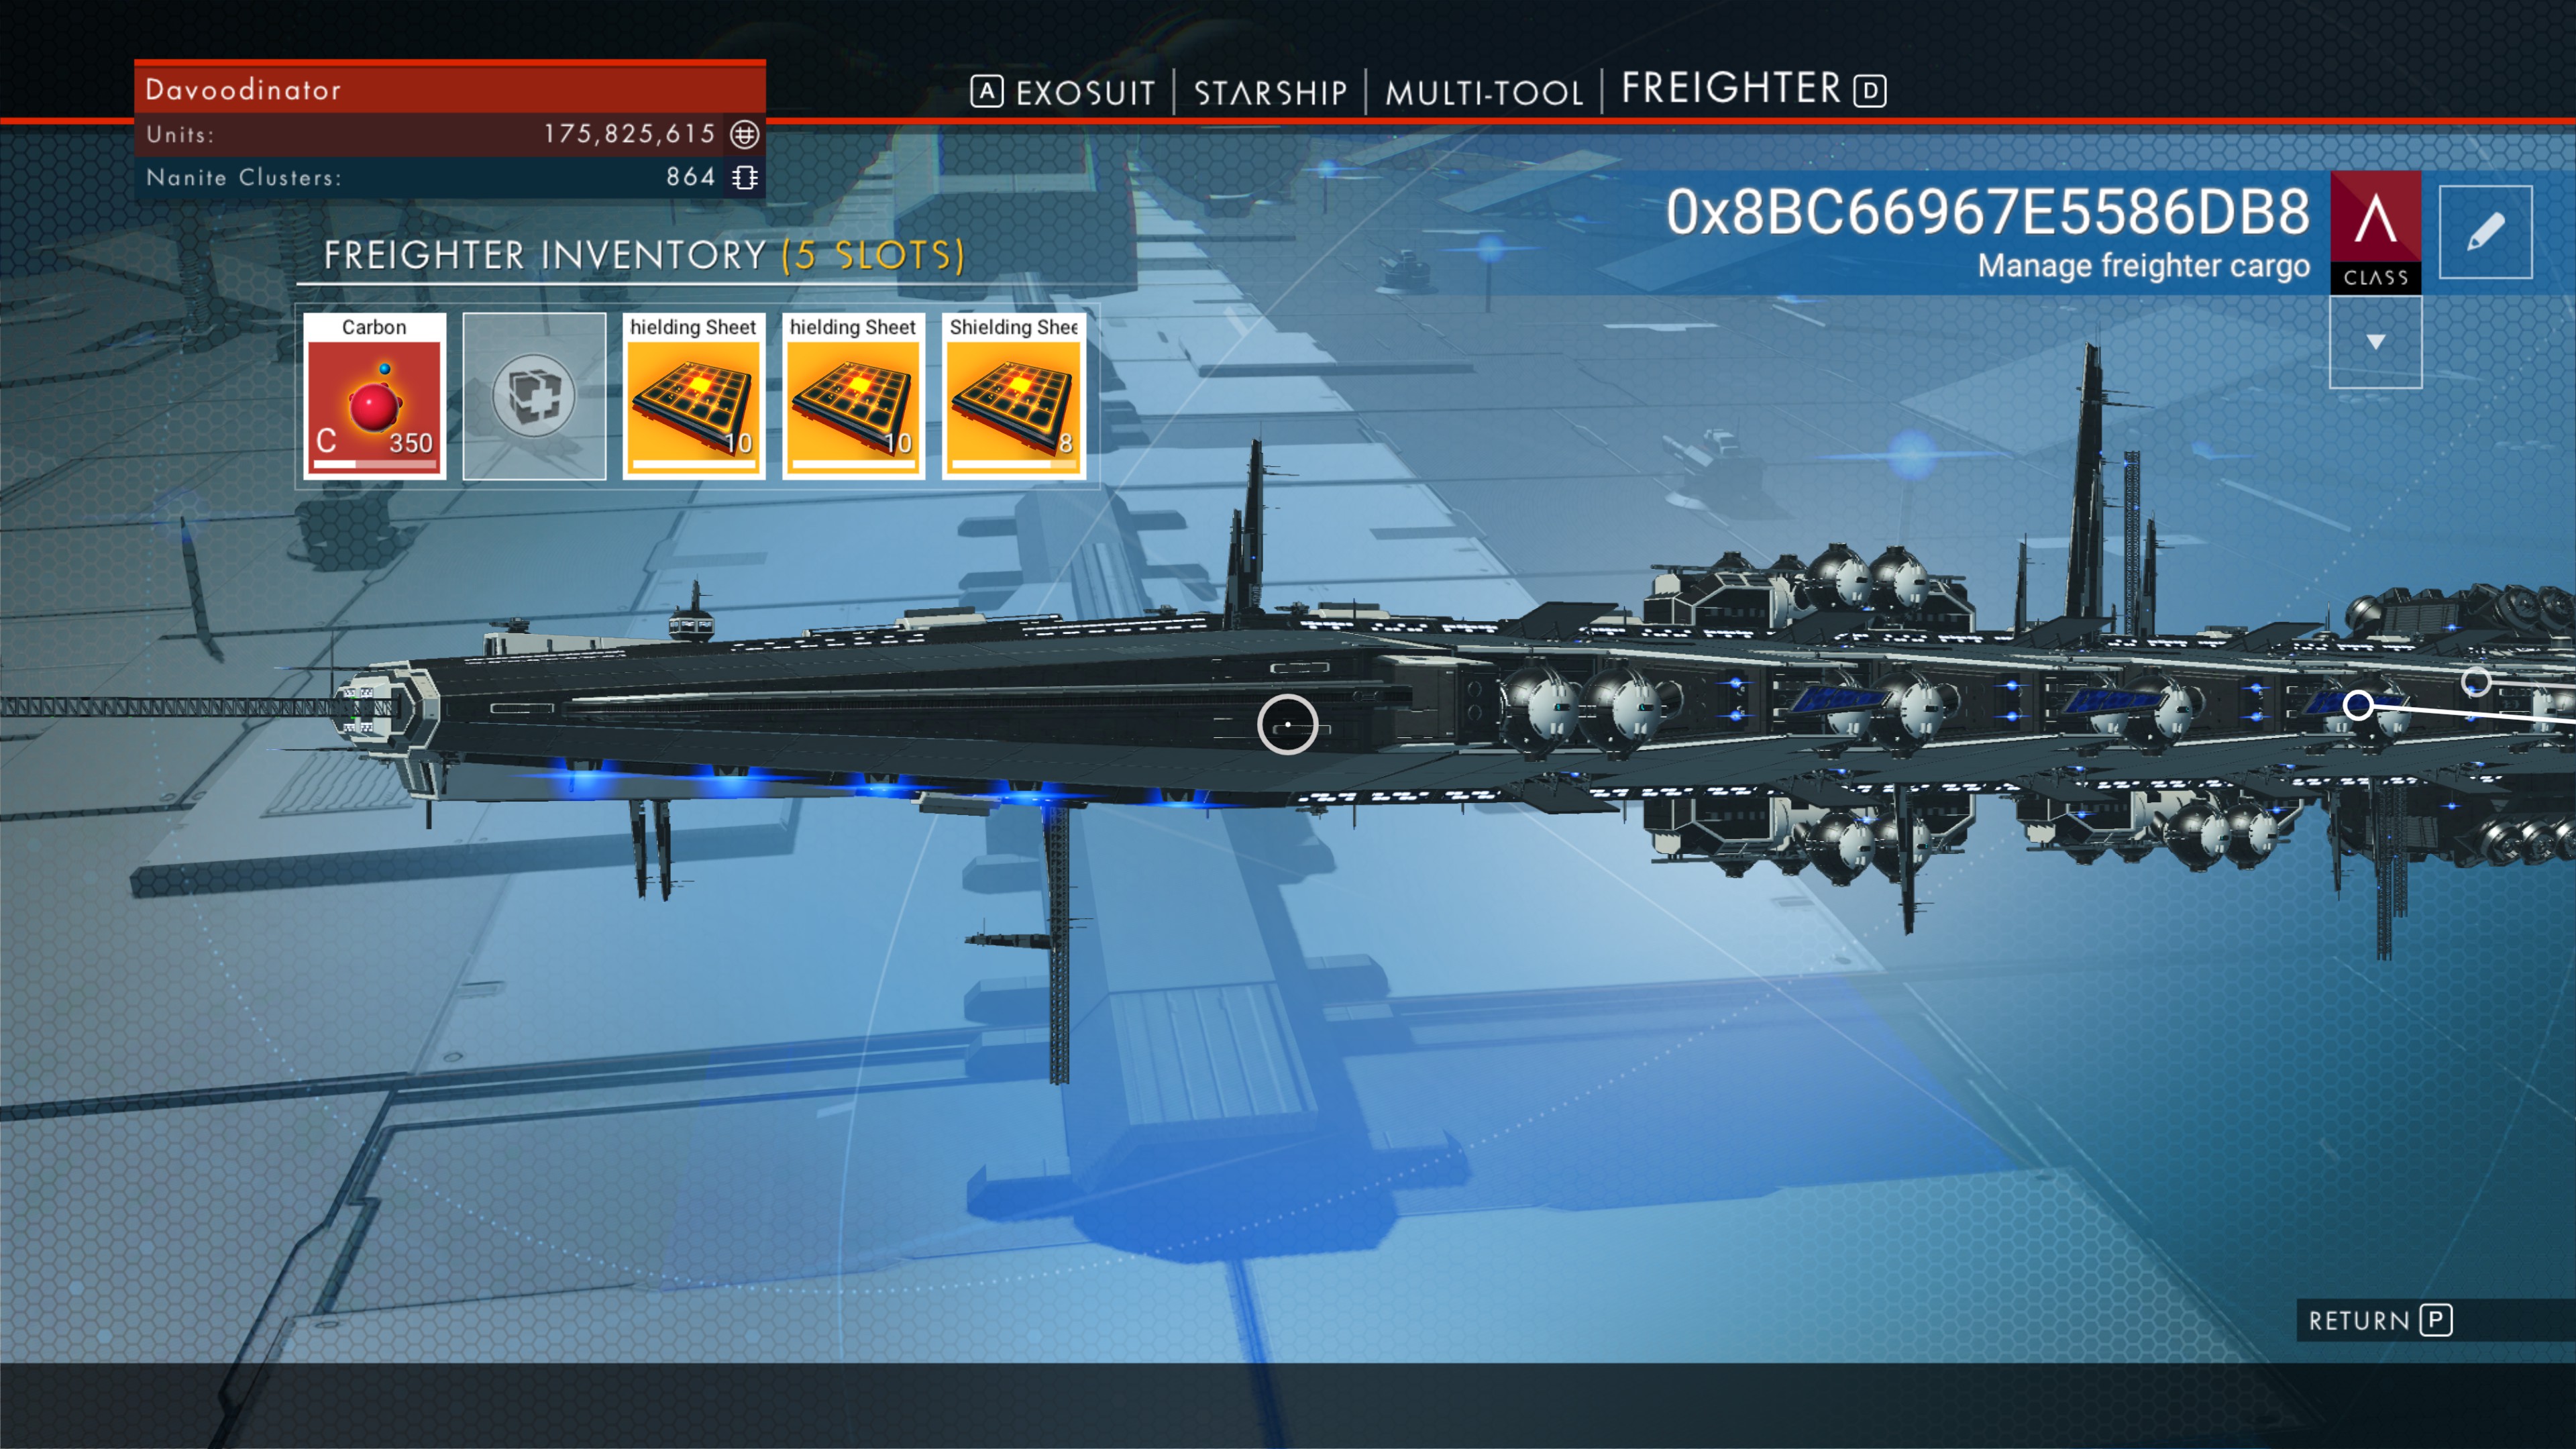 Davoodinator
Units: 175,825,615
Nanite Clusters: 864
A EXOSUIT STARSHIP MULTI-TOOL FREIGHTER D
0x8BC66967E5586DB8
Manage freighter cargo
A
CLASS
FREIGHTER INVENTORY (5 SLOTS)
Carbon
C 350
hielding Sheet
10
hielding Sheet
10
Shielding Shee
8
RETURN P